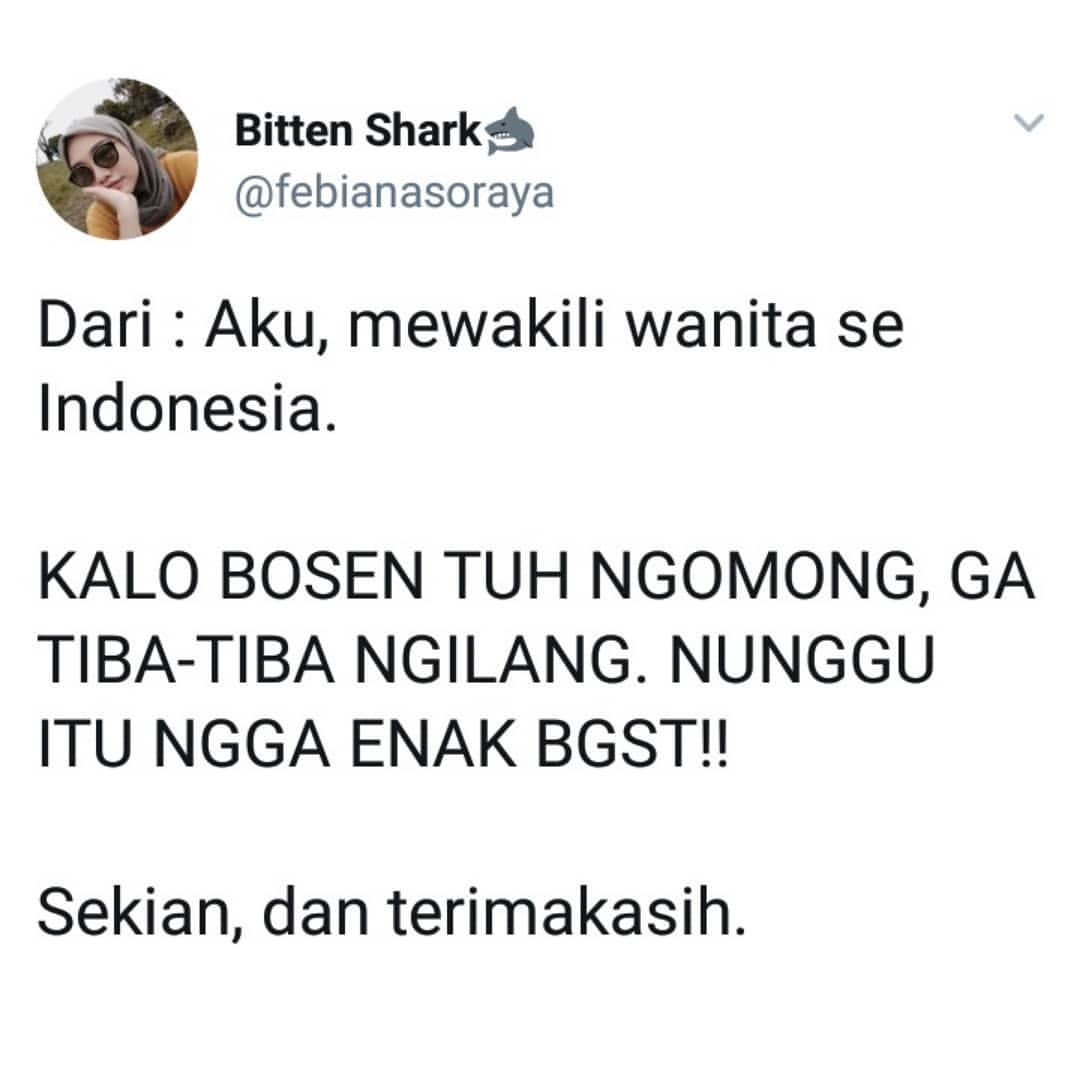 Bitten Shark🦈
@febianasoraya
Dari : Aku, mewakili wanita se
Indonesia.
KALO BOSEN TUH NGOMONG, GA
TIBA-TIBA NGILANG. NUNGGU
ITU NGGA ENAK BGST!!
Sekian, dan terimakasih.